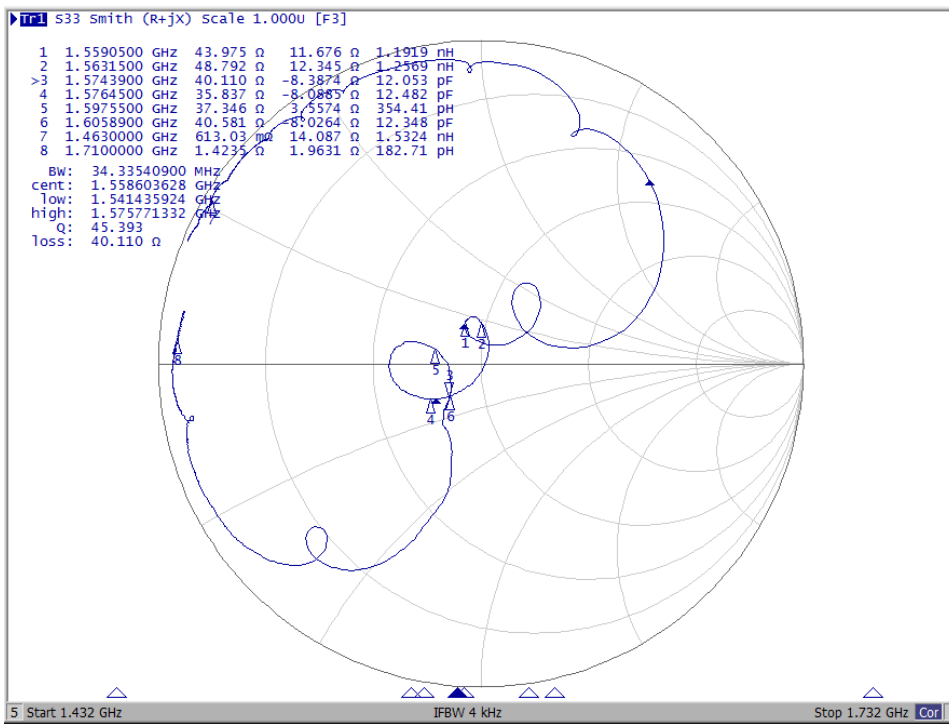 Tr1 S33 Smith (R+jX) Scale 1.000U [F3]
1 1.5590500 GHz 43.975 Ω 11.676 Ω 1.1919 nH
2 1.5631500 GHz 48.792 Ω 12.345 Ω 1.2569 nH
>3 1.5743900 GHz 40.110 Ω -8.3874 Ω 12.053 pF
4 1.5764500 GHz 35.837 Ω -8.0885 Ω 12.482 pF
5 1.5975500 GHz 37.346 Ω 3.5574 Ω 354.41 pH
6 1.6058900 GHz 40.581 Ω -8.0264 Ω 12.348 pF
7 1.4630000 GHz 613.03 mΩ 14.087 Ω 1.5324 nH
8 1.7100000 GHz 1.4235 Ω 1.9631 Ω 182.71 pH
BW: 34.33540900 MHz
cent: 1.558603628 GHz
low: 1.541435924 GHz
high: 1.575771332 GHz
Q: 45.393
loss: 40.110 Ω
1 2
8 5 3
4 6
5 Start 1.432 GHz IFBW 4 kHz Stop 1.732 GHz Cor